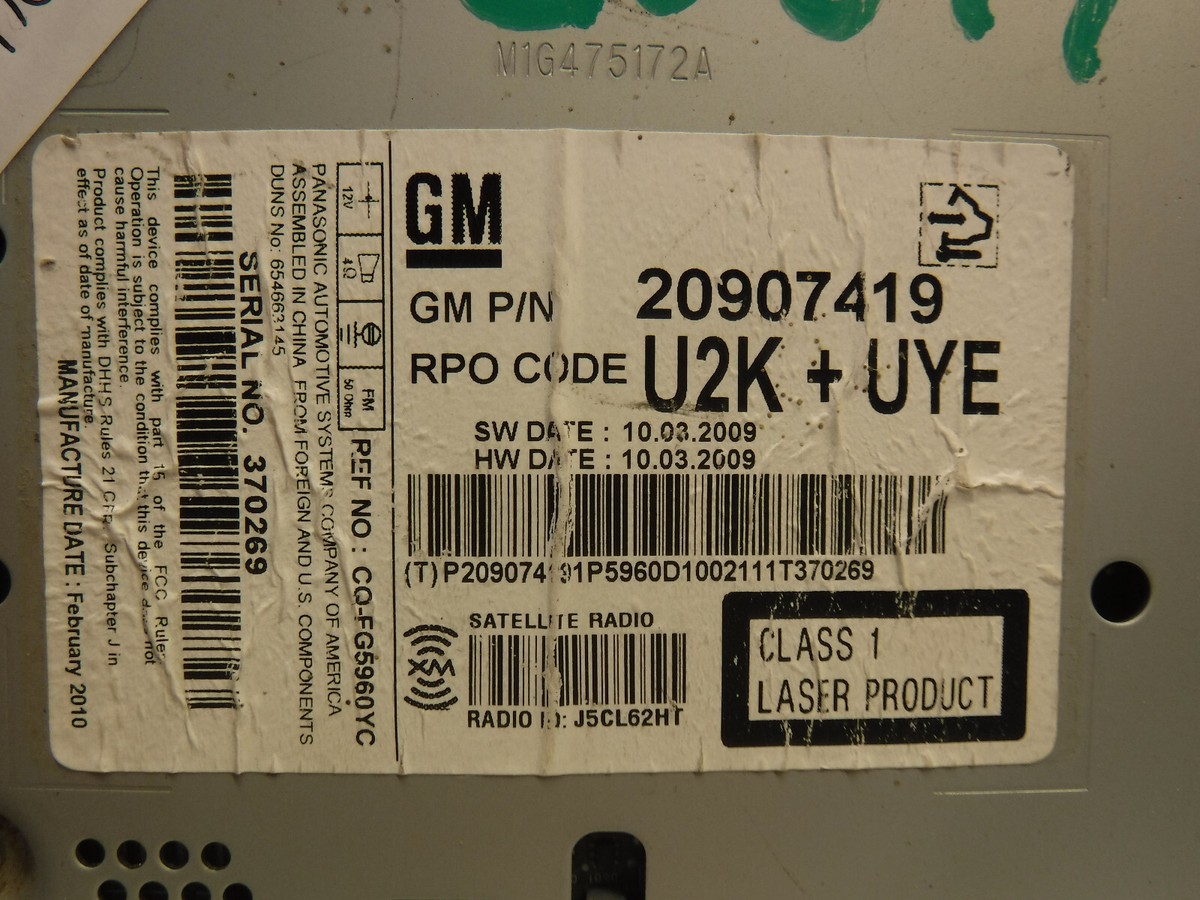 M1G475172A
GM
GM P/N 20907419
RPO CODE U2K + UYE
SW DATE : 10.03.2009
HW DATE : 10.03.2009
(T)P209074191P5960D1002111T370269
SATELLITE RADIO
XM
RADIO ID: J5CL62HT
CLASS 1
LASER PRODUCT
12V 4Ω FM
50 Ohm
REF NO : CQ-FG5960YC
PANASONIC AUTOMOTIVE SYSTEMS COMPANY OF AMERICA
ASSEMBLED IN CHINA FROM FOREIGN AND U.S. COMPONENTS
DUNS No: 654663145
SERIAL NO. 370269
This device complies with part 15 of the FCC Rules
Operation is subject to the condition that this device does not
cause harmful interference.
Product complies with DHHS Rules 21 CFR, Subchapter J in
effect as of date of manufacture.
MANUFACTURE DATE : February 2010